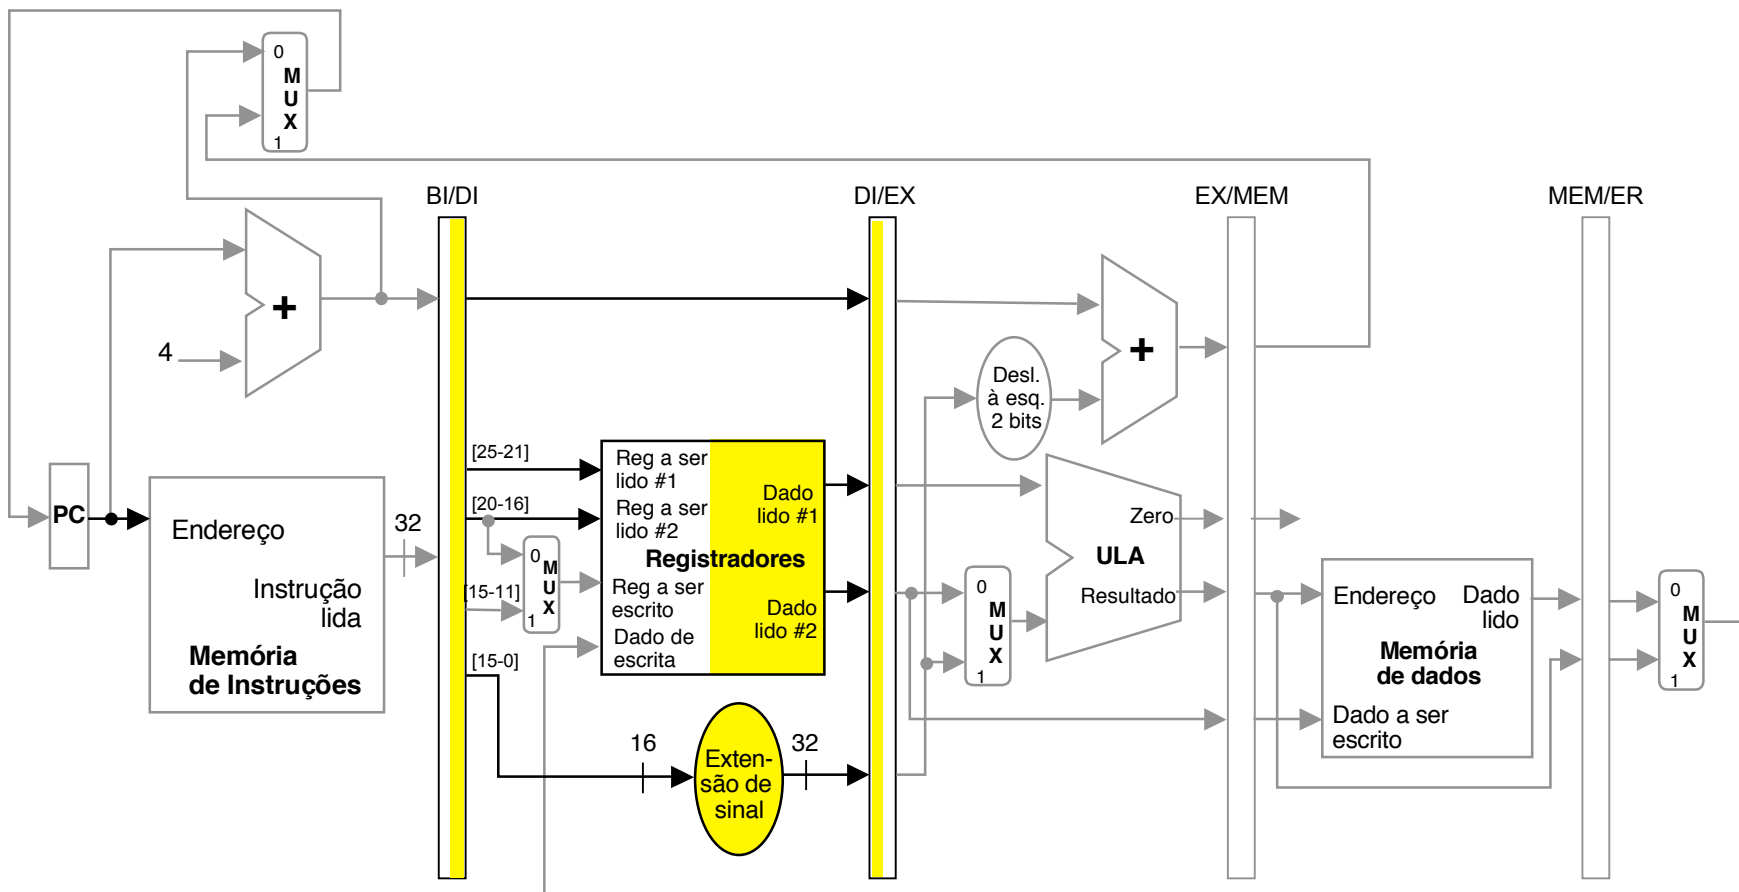 0
M
U
X
1
BI/DI
DI/EX
EX/MEM
MEM/ER
+
4
+
Desl.
à esq.
2 bits
[25-21]
[20-16]
[15-11]
[15-0]
PC
Endereço
Instrução
lida
Memória
de Instruções
32
0
M
U
X
1
Reg a ser
lido #1
Reg a ser
lido #2
Registradores
Reg a ser
escrito
Dado de
escrita
Dado
lido #1
Dado
lido #2
16
Exten-
são de
sinal
32
0
M
U
X
1
Zero
ULA
Resultado
Endereço
Dado
lido
Memória
de dados
Dado a ser
escrito
0
M
U
X
1